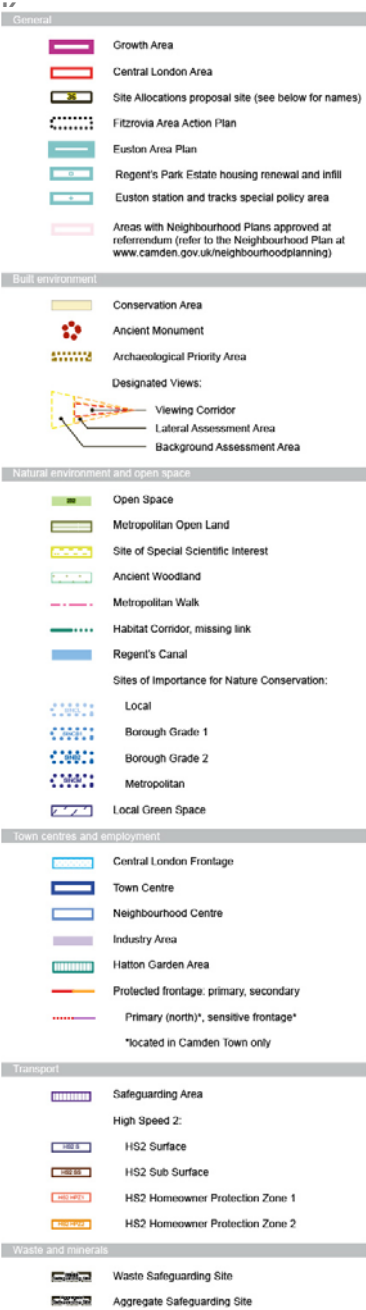 General
Growth Area
Central London Area
36
Site Allocations proposal site (see below for names)
Fitzrovia Area Action Plan
Euston Area Plan
Regent's Park Estate housing renewal and infill
Euston station and tracks special policy area
Areas with Neighbourhood Plans approved at
referrendum (refer to the Neighbourhood Plan at
www.camden.gov.uk/neighbourhoodplanning)
Built environment
Conservation Area
Ancient Monument
Archaeological Priority Area
Designated Views:
Viewing Corridor
Lateral Assessment Area
Background Assessment Area
Natural environment and open space
Open Space
Metropolitan Open Land
Site of Special Scientific Interest
Ancient Woodland
Metropolitan Walk
Habitat Corridor, missing link
Regent's Canal
Sites of Importance for Nature Conservation:
Local
Borough Grade 1
Borough Grade 2
Metropolitan
Local Green Space
Town centres and employment
Central London Frontage
Town Centre
Neighbourhood Centre
Industry Area
Hatton Garden Area
Protected frontage: primary, secondary
Primary (north)*, sensitive frontage*
*located in Camden Town only
Transport
Safeguarding Area
High Speed 2:
HS2 S
HS2 Surface
HS2 SS
HS2 Sub Surface
HS2 HPZ1
HS2 Homeowner Protection Zone 1
HS2 HPZ2
HS2 Homeowner Protection Zone 2
Waste and minerals
Waste Safeguarding Site
Aggregate Safeguarding Site